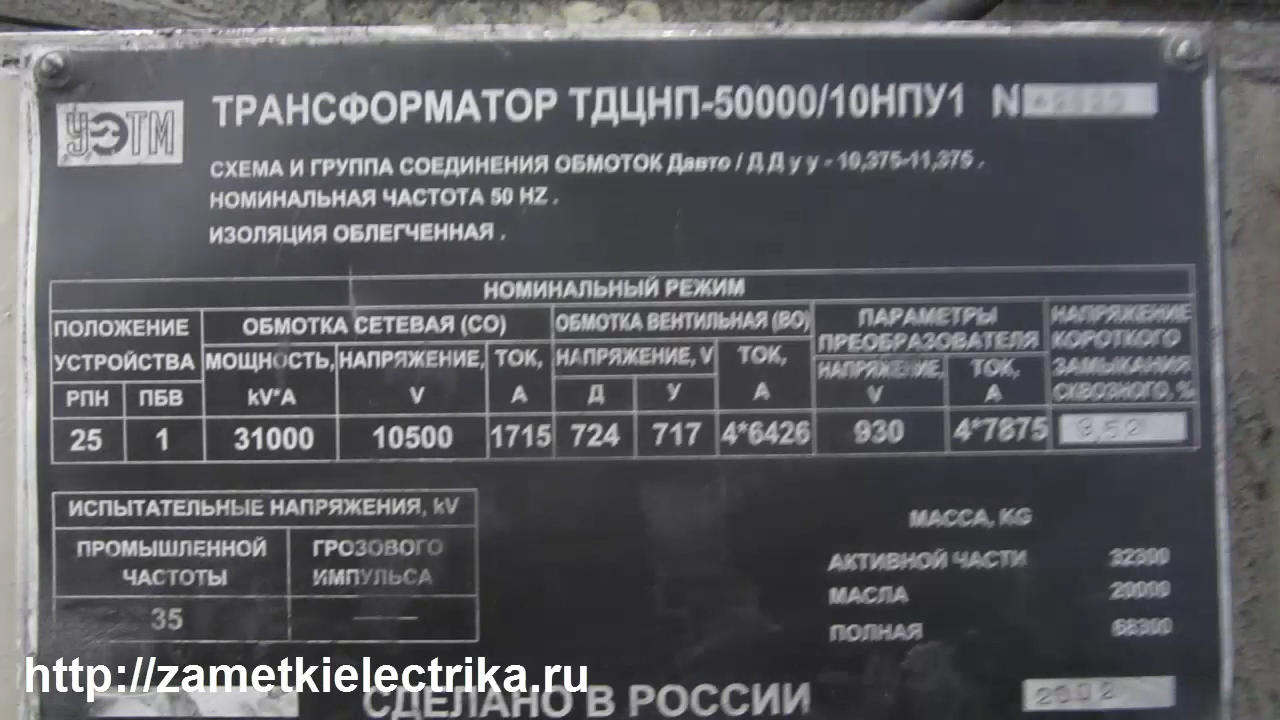 УЭТМ
ТРАНСФОРМАТОР ТДЦНП-50000/10НПУ1 N
СХЕМА И ГРУППА СОЕДИНЕНИЯ ОБМОТОК Давто / Д Д у у - 10,375-11,375 .
НОМИНАЛЬНАЯ ЧАСТОТА 50 HZ .
ИЗОЛЯЦИЯ ОБЛЕГЧЕННАЯ .
НОМИНАЛЬНЫЙ РЕЖИМ
ПОЛОЖЕНИЕ УСТРОЙСТВА
ОБМОТКА СЕТЕВАЯ (СО)
ОБМОТКА ВЕНТИЛЬНАЯ (ВО)
ПАРАМЕТРЫ ПРЕОБРАЗОВАТЕЛЯ
НАПРЯЖЕНИЕ КОРОТКОГО ЗАМЫКАНИЯ СКВОЗНОГО, %
МОЩНОСТЬ, kV*A
НАПРЯЖЕНИЕ, V
ТОК, А
НАПРЯЖЕНИЕ, V
ТОК, А
НАПРЯЖЕНИЕ, V
ТОК, А
РПН ПБВ
Д У
25 1 31000 10500 1715 724 717 4*6426 930 4*7875 9,52
ИСПЫТАТЕЛЬНЫЕ НАПРЯЖЕНИЯ, kV
ПРОМЫШЛЕННОЙ ЧАСТОТЫ
ГРОЗОВОГО ИМПУЛЬСА
35 —
МАССА, KG
АКТИВНОЙ ЧАСТИ 32300
МАСЛА 20000
ПОЛНАЯ 68300
http://zametkielectrika.ru
СДЕЛАНО В РОССИИ
2002